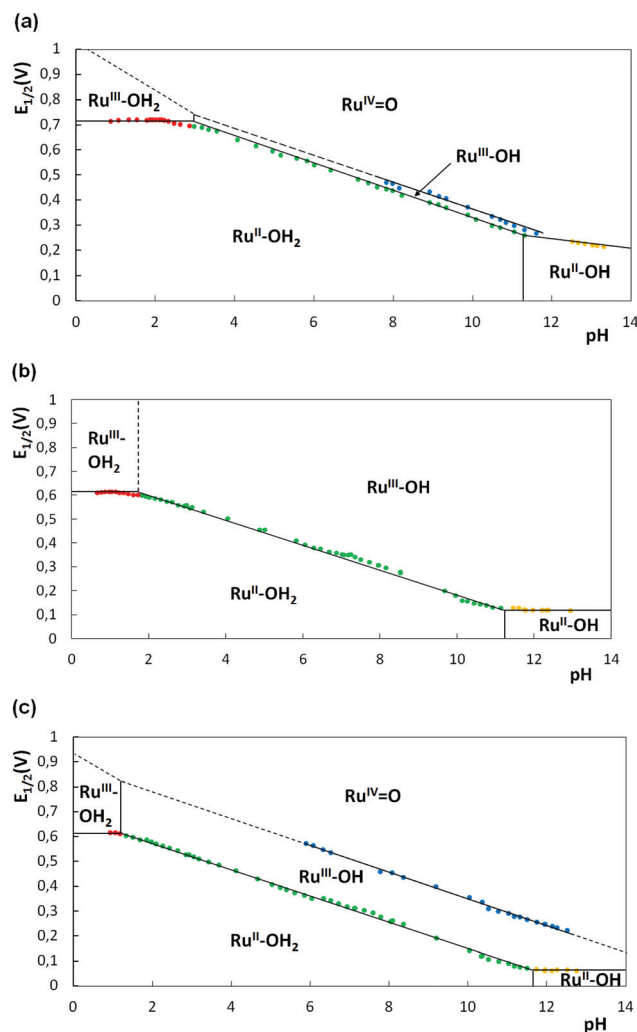 (a)
E1/2(V)
1
0,9
0,8
0,7
0,6
0,5
0,4
0,3
0,2
0,1
0
RuIII-OH2
RuIV=O
RuIII-OH
RuII-OH2
RuII-OH
0 2 4 6 8 10 12 14
pH
(b)
E1/2(V)
1
0,9
0,8
0,7
0,6
0,5
0,4
0,3
0,2
0,1
0
RuIII-
OH2
RuIII-OH
RuII-OH2
RuII-OH
0 2 4 6 8 10 12 14
pH
(c)
E1/2(V)
1
0,9
0,8
0,7
0,6
0,5
0,4
0,3
0,2
0,1
0,0
RuIII-
OH2
RuIV=O
RuIII-OH
RuII-OH2
RuII-OH
0 2 4 6 8 10 12 14
pH